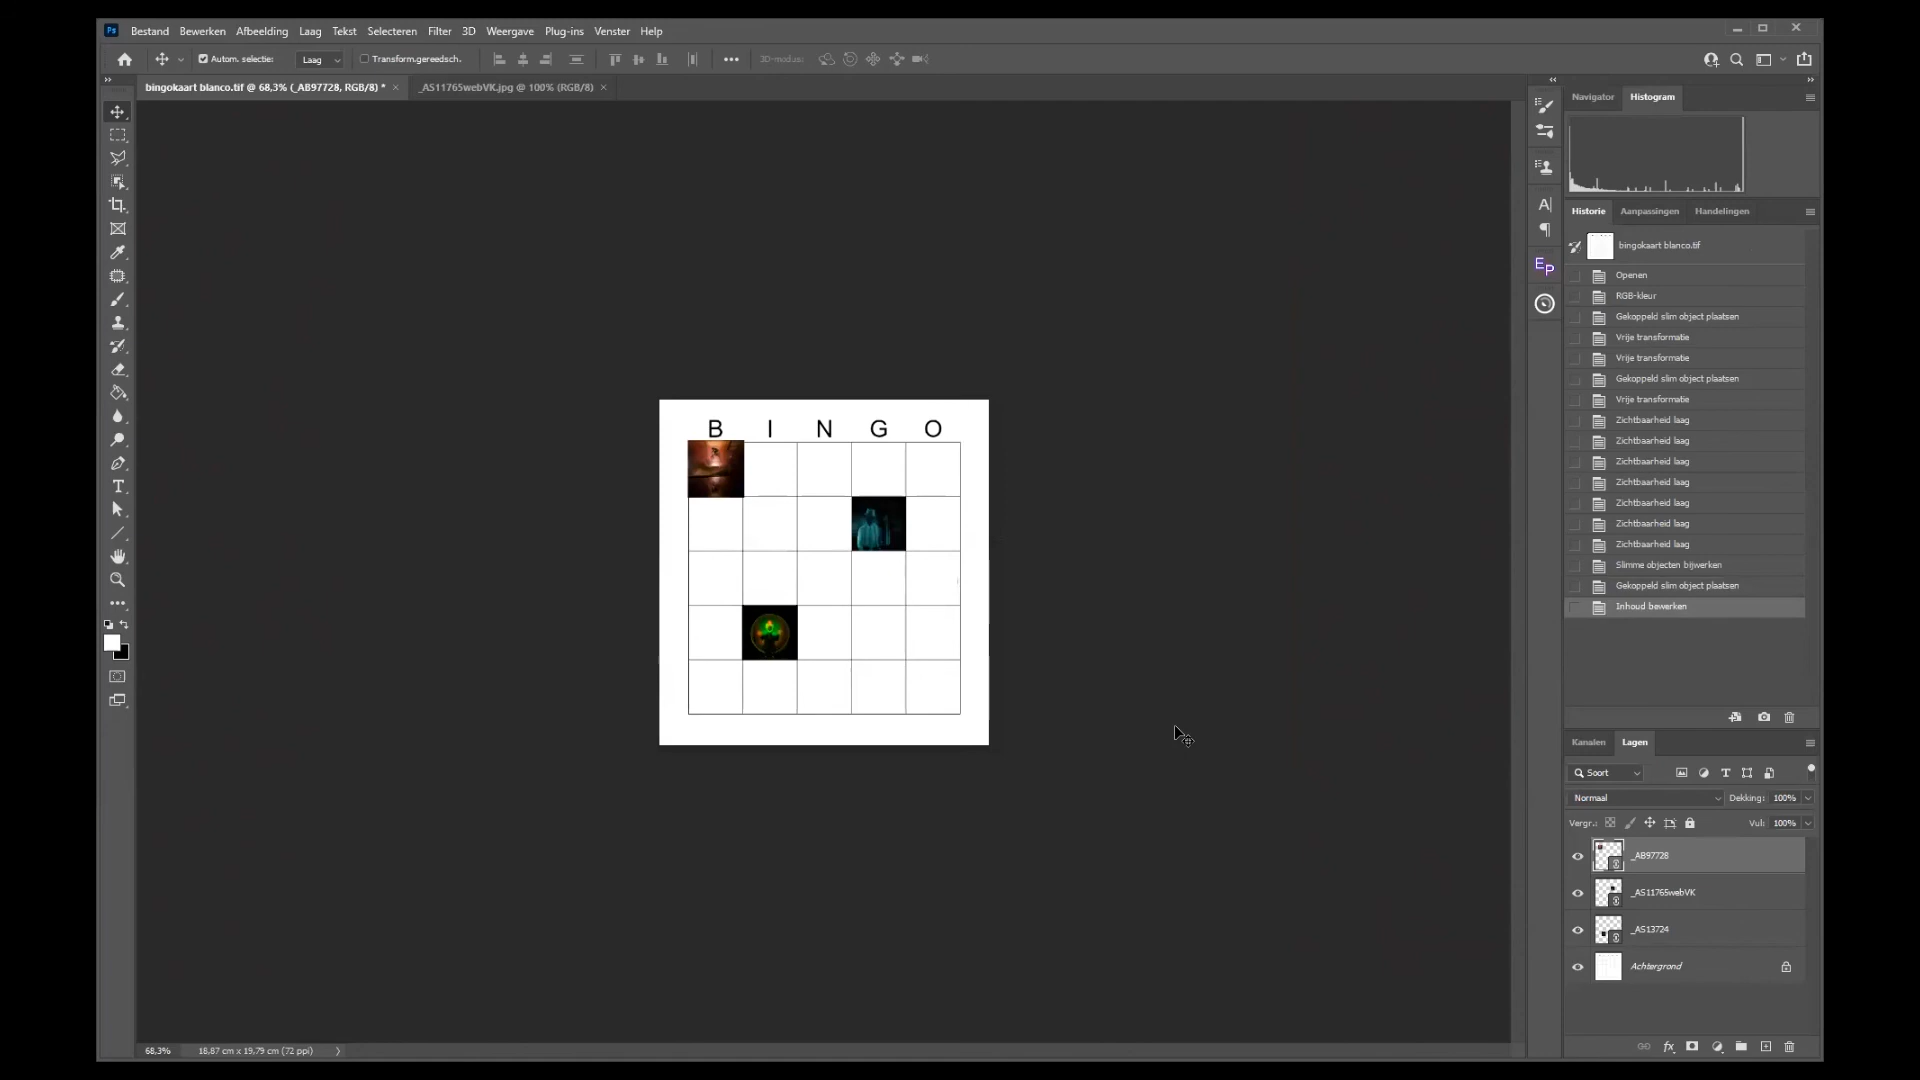 Ps Bestand Bewerken Afbeelding Laag Tekst Selecteren Filter 3D Weergave Plug-ins Venster Help
Autom. selectie: Laag Transform.gereedsch. 3D-modus:
bingokaart blanco.tif @ 68,3% (_AB97728, RGB/8) *
_AS11765webVK.jpg @ 100% (RGB/8)
B I N G O
68,3% 18,87 cm x 19,79 cm (72 ppi)
Navigator Histogram
Historie Aanpassingen Handelingen
bingokaart blanco.tif
Openen
RGB-kleur
Gekoppeld slim object plaatsen
Vrije transformatie
Vrije transformatie
Gekoppeld slim object plaatsen
Vrije transformatie
Zichtbaarheid laag
Zichtbaarheid laag
Zichtbaarheid laag
Zichtbaarheid laag
Zichtbaarheid laag
Zichtbaarheid laag
Zichtbaarheid laag
Slimme objecten bijwerken
Gekoppeld slim object plaatsen
Inhoud bewerken
Kanalen Lagen
Soort
Normaal Dekking: 100%
Vergr.: Vul: 100%
_AB97728
_AS11765webVK
_AS13724
Achtergrond